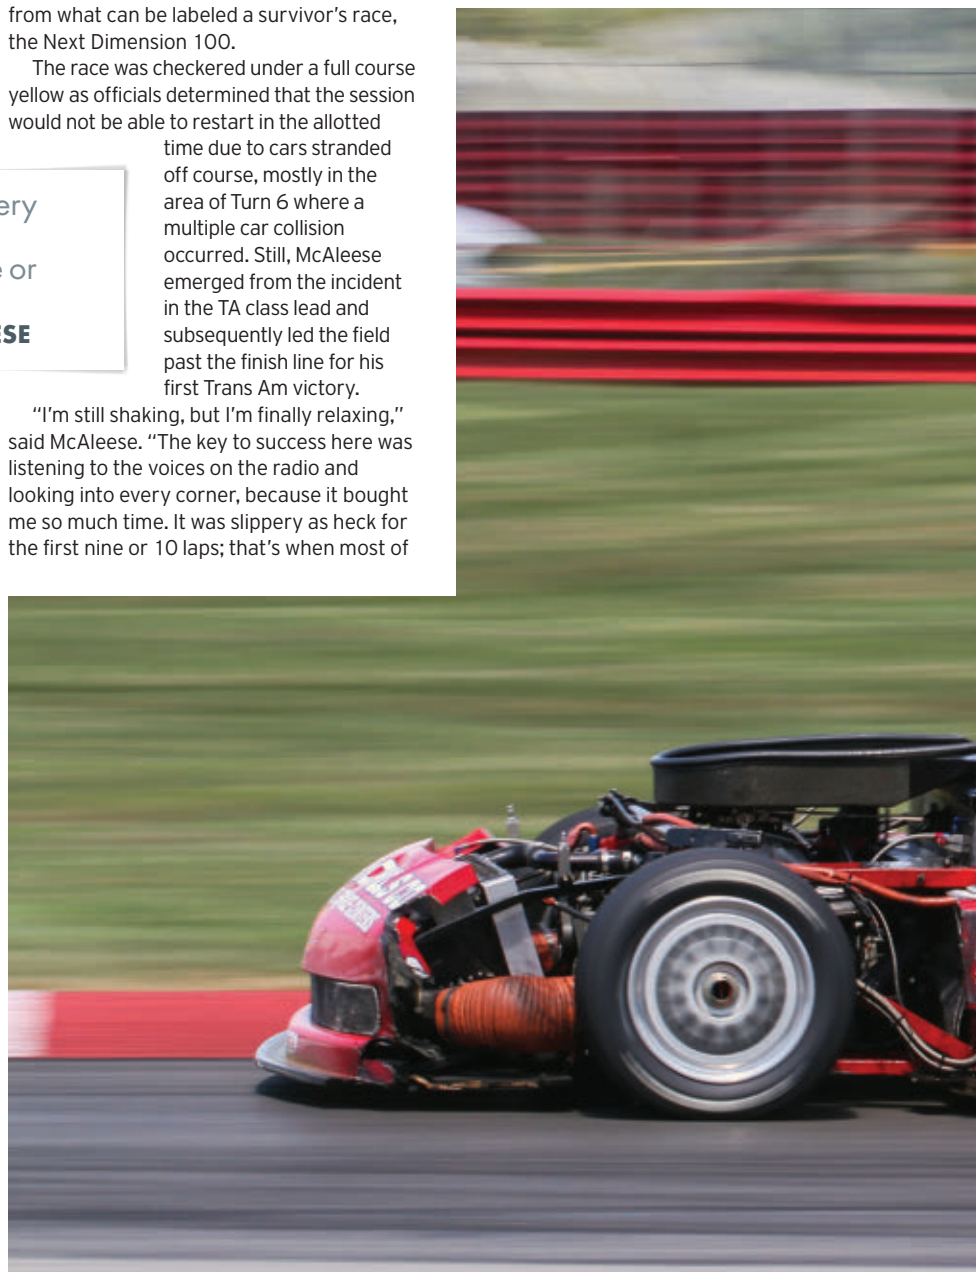 from what can be labeled a survivor’s race,
the Next Dimension 100.
The race was checkered under a full course
yellow as officials determined that the session
would not be able to restart in the allotted
time due to cars stranded
off course, mostly in the
area of Turn 6 where a
multiple car collision
occurred. Still, McAleese
emerged from the incident
in the TA class lead and
subsequently led the field
past the finish line for his
first Trans Am victory.
“I’m still shaking, but I’m finally relaxing,”
said McAleese. “The key to success here was
listening to the voices on the radio and
looking into every corner, because it bought
me so much time. It was slippery as heck for
the first nine or 10 laps; that’s when most of
ery
or
ESE